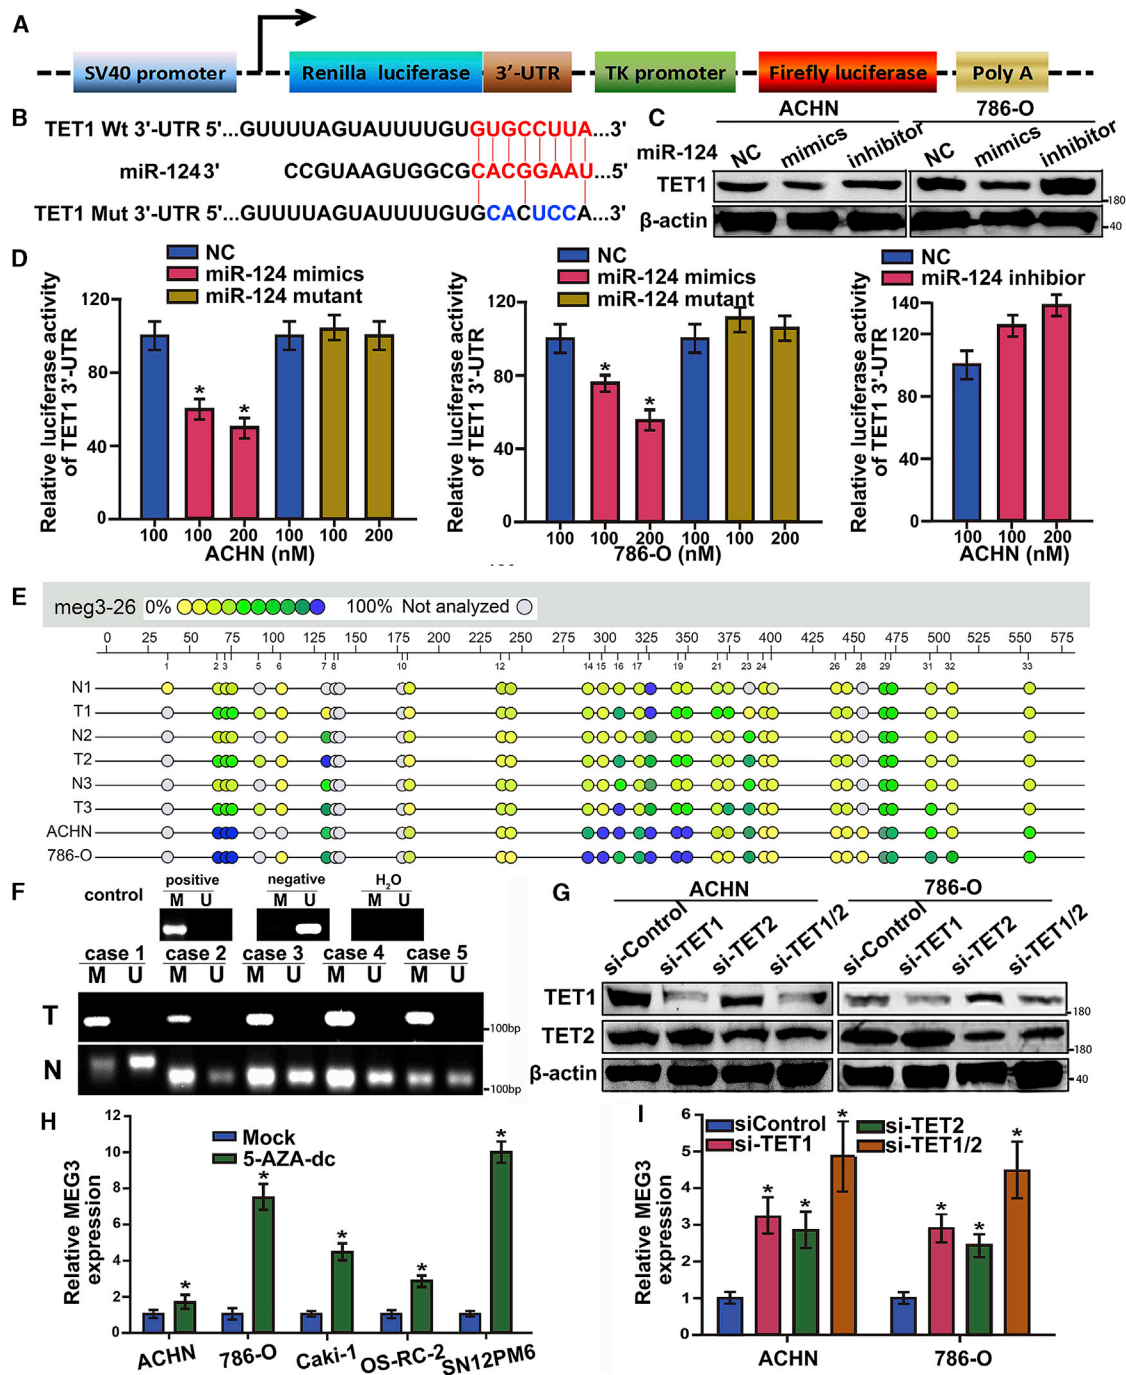 A
SV40 promoter
Renilla luciferase
3'-UTR
TK promoter
Firefly luciferase
Poly A
B
TET1 Wt 3'-UTR 5'...GUUUUAGUAUUUUGUGUGCCUUA...3'
miR-124 3' CCGUAAGUGGCGCACGGAAU...5'
TET1 Mut 3'-UTR 5'...GUUUUAGUAUUUUGUGCACUCCA...3'
C
ACHN 786-O
miR-124 NC mimics inhibitor NC mimics inhibitor
TET1
180
β-actin
40
D
NC
miR-124 mimics
miR-124 mutant
Relative luciferase activity
of TET1 3'-UTR
120
80
40
0
100 100 200 100 100 200
ACHN (nM)
NC
miR-124 mimics
miR-124 mutant
Relative luciferase activity
of TET1 3'-UTR
120
80
40
0
100 100 200 100 100 200
786-O (nM)
NC
miR-124 inhibior
Relative luciferase activity
of TET1 3'-UTR
140
120
80
40
0
100 100 200
ACHN (nM)
* * * *
E
meg3-26 0% 100% Not analyzed
0 25 50 75 100 125 150 175 200 225 250 275 300 325 350 375 400 425 450 475 500 525 550 575
1 2 3 5 6 7 8 10 12 14 15 16 17 19 21 23 24 26 28 29 31 32 33
N1
T1
N2
T2
N3
T3
ACHN
786-O
F
control
positive negative H2O
M U M U M U
case 1 case 2 case 3 case 4 case 5
M U M U M U M U M U
T
100bp
N
100bp
G
ACHN 786-O
si-Control si-TET1 si-TET2 si-TET1/2 si-Control si-TET1 si-TET2 si-TET1/2
TET1
180
TET2
180
β-actin
40
H
Mock
5-AZA-dc
Relative MEG3
expression
12
10
8
6
4
2
0
* * * * *
ACHN 786-O Caki-1 OS-RC-2 SN12PM6
I
siControl
si-TET1
si-TET2
si-TET1/2
Relative MEG3
expression
6
5
4
3
2
1
0
* * * * * *
ACHN 786-O